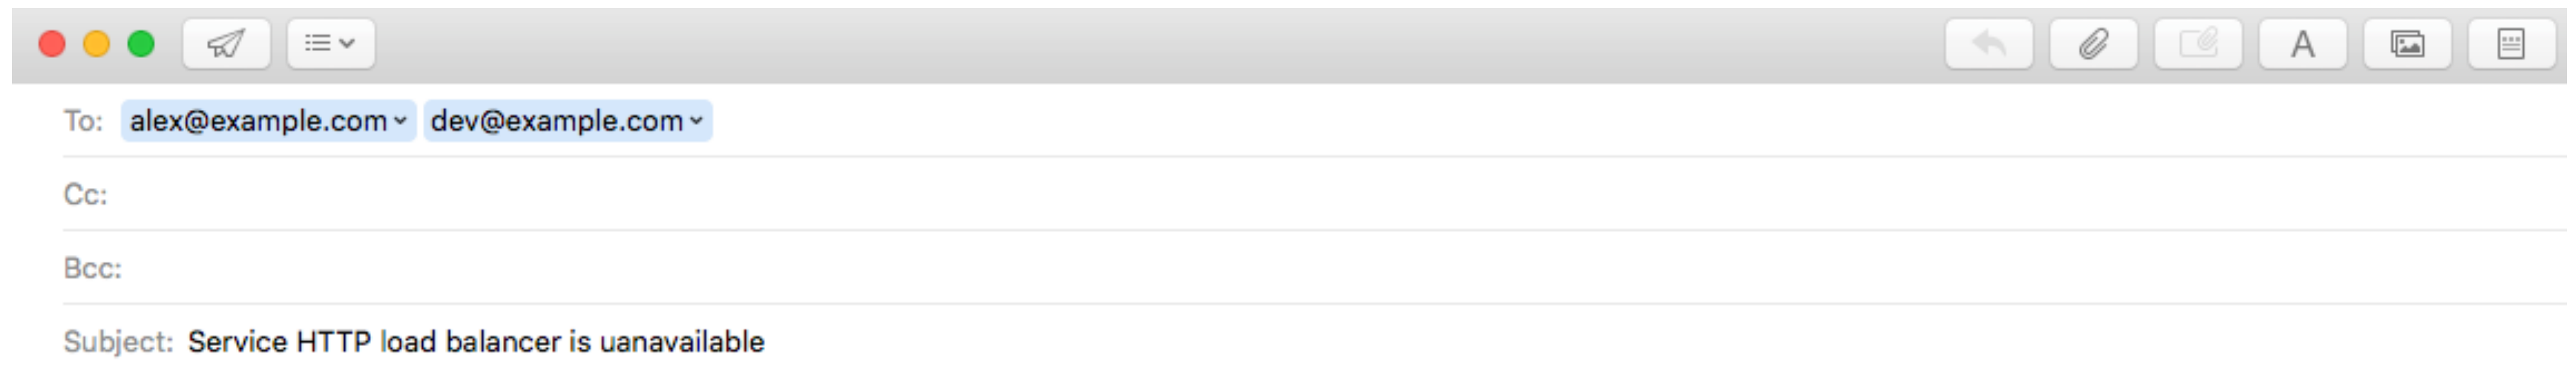 To: alex@example.com dev@example.com
Cc:
Bcc:
Subject: Service HTTP load balancer is uanavailable